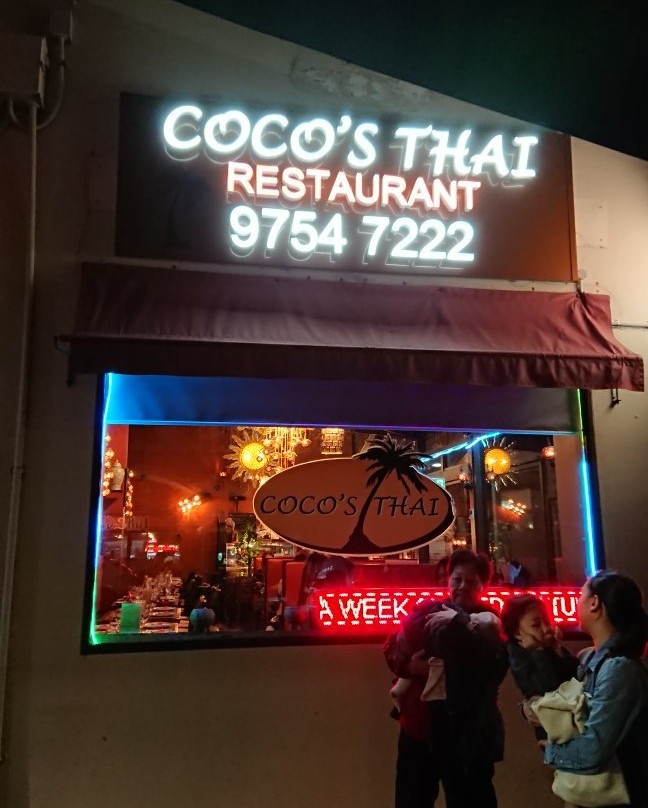 COCO'S THAI
RESTAURANT
9754 7222
COCO'S THAI
A WEEK